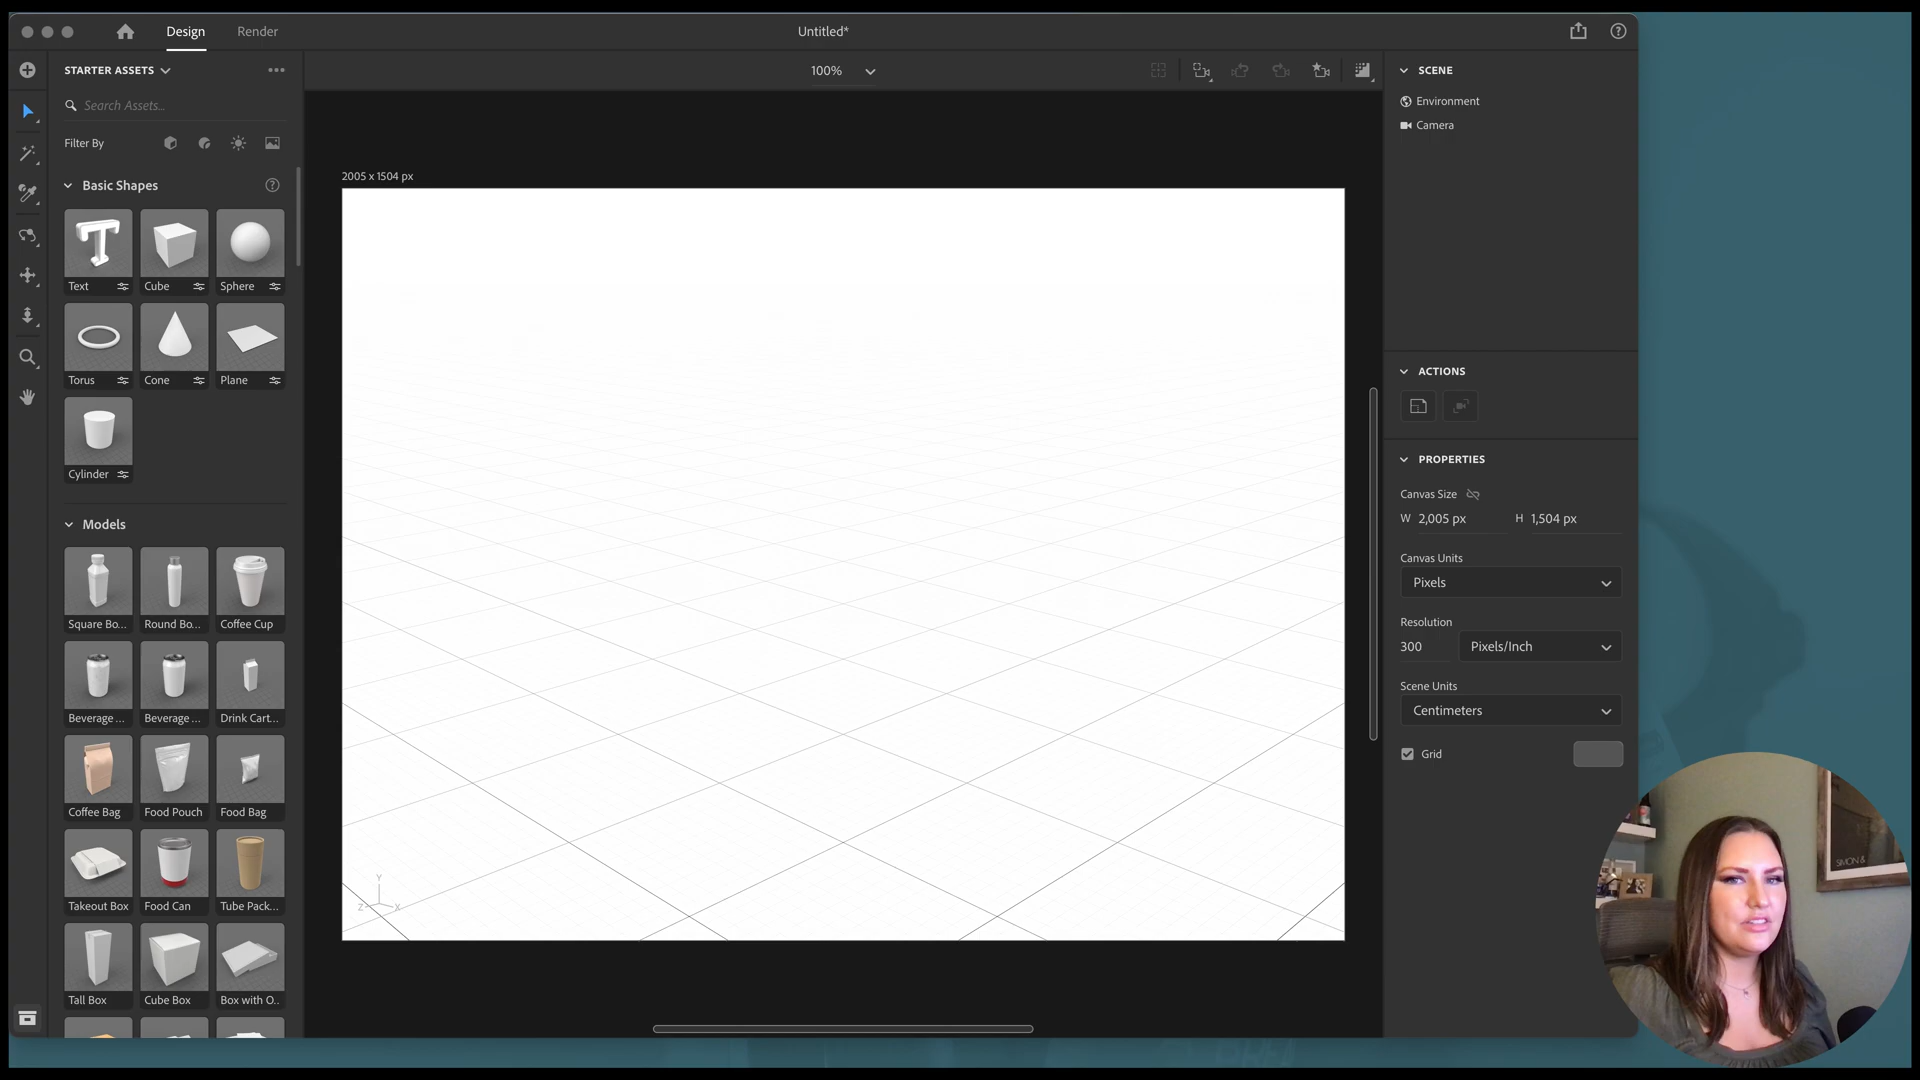 Design
Render
Untitled*
STARTER ASSETS
100%
SCENE
Search Assets...
Environment
Camera
Filter By
2005 x 1504 px
Basic Shapes
Text
Cube
Sphere
Torus
Cone
Plane
ACTIONS
Cylinder
PROPERTIES
Canvas Size
W 2,005 px H 1,504 px
Models
Canvas Units
Pixels
Square Bo...
Round Bo...
Coffee Cup
Resolution
300 Pixels/Inch
Scene Units
Centimeters
Beverage ...
Beverage ...
Drink Cart...
Grid
Coffee Bag
Food Pouch
Food Bag
Takeout Box
Food Can
Tube Pack...
Tall Box
Cube Box
Box with O..
Y
Z
X
SIMON &